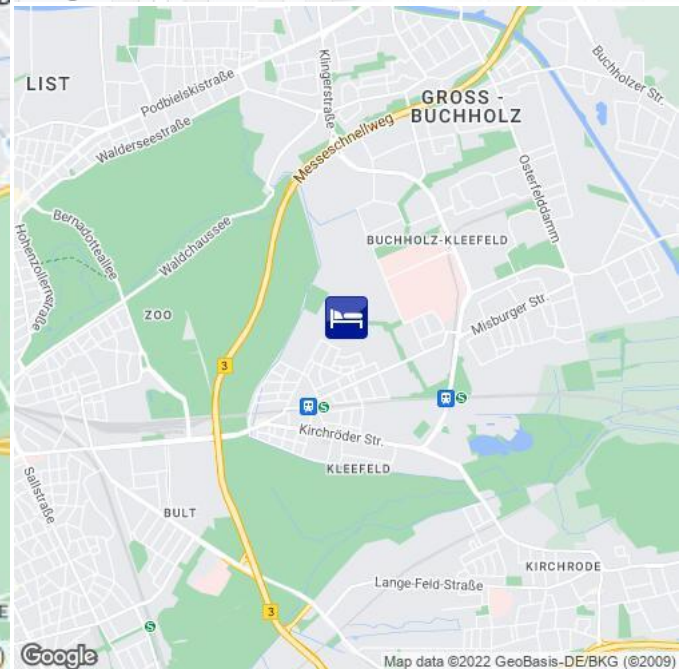 LIST
Podbielskistraße
Klingerstraße
Buchholzer Str.
GROSS -
BUCHHOLZ
Walderseestraße
Messeschnellweg
Osterfelddamm
Bernadotteallee
Waldchaussee
Hohenzollernstraße
BUCHHOLZ-KLEEFELD
ZOO
Misburger Str.
3
S
S
Kirchröder Str.
KLEEFELD
Sallstraße
BULT
KIRCHRODE
Lange-Feld-Straße
3
S
Google
Map data ©2022 GeoBasis-DE/BKG (©2009)